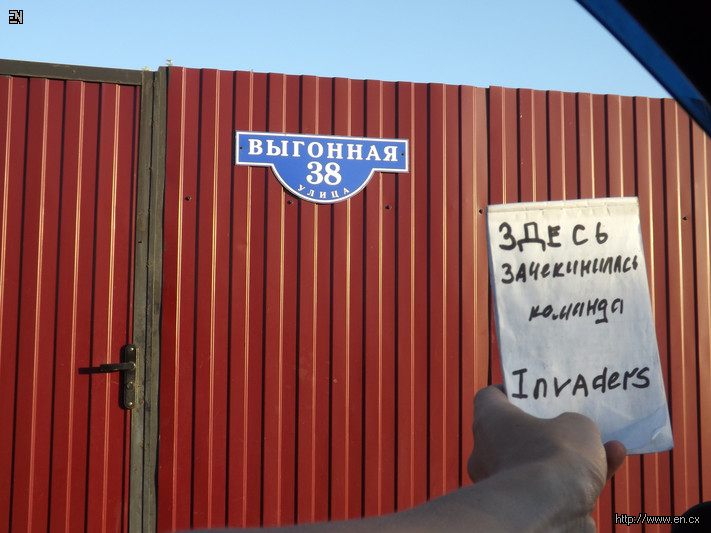 EN
ВЫГОННАЯ
38
УЛИЦА
ЗДЕСЬ
зачекинилась
команда
Invaders
http://www.en.cx